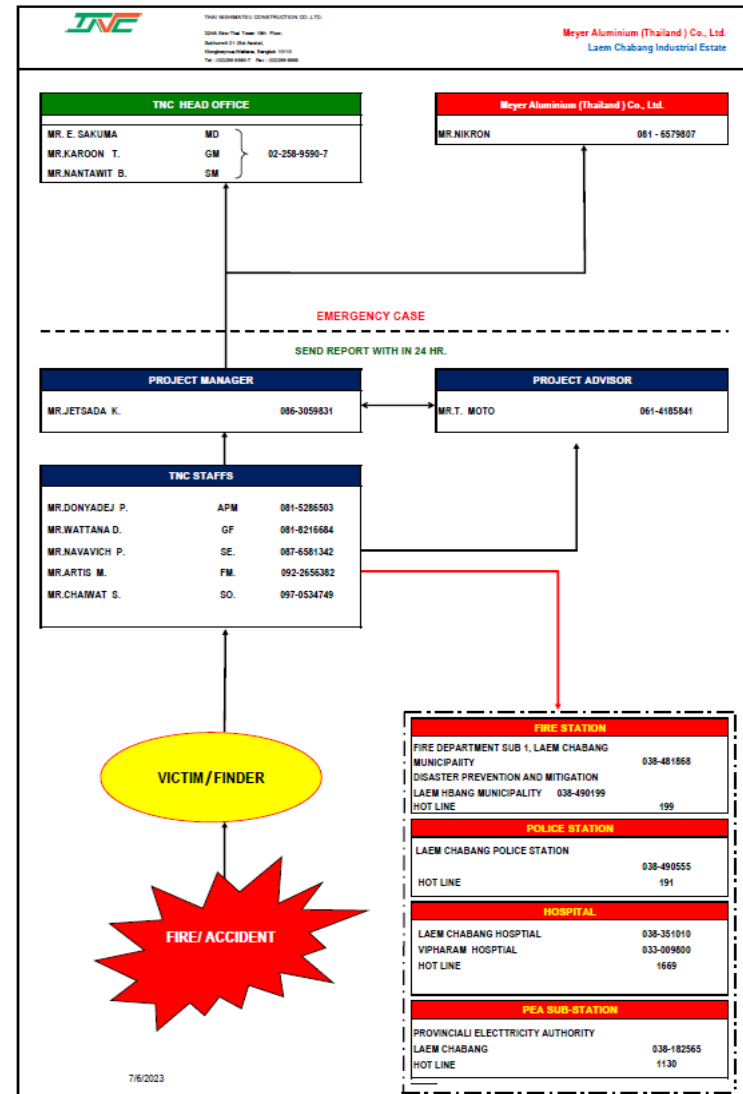 TNC
THAI NISHIMATSU CONSTRUCTION CO.,LTD.
Tel : (02)258-9590-7
Meyer Aluminium (Thailand ) Co., Ltd.
Laem Chabang Industrial Estate
TNC HEAD OFFICE
MR. E. SAKUMA MD
MR.KAROON T. GM 02-258-9590-7
MR.NANTAWIT B. SM
Meyer Aluminium (Thailand ) Co., Ltd.
MR.NIKRON 081 - 6579807
EMERGENCY CASE
SEND REPORT WITH IN 24 HR.
PROJECT MANAGER
MR.JETSADA K. 086-3059831
PROJECT ADVISOR
MR.T. MOTO 061-4185841
TNC STAFFS
MR.DONYADEJ P. APM 081-5286503
MR.WATTANA D. GF 081-8216684
MR.NAVAVICH P. SE. 087-6581342
MR.ARTIS M. FM. 092-2656382
MR.CHAIWAT S. SO. 097-0534749
VICTIM/FINDER
FIRE/ ACCIDENT
7/6/2023
FIRE STATION
FIRE DEPARTMENT SUB 1, LAEM CHABANG
MUNICIPAIITY 038-481868
DISASTER PREVENTION AND MITIGATION
LAEM HBANG MUNICIPALITY 038-490199
HOT LINE 199
POLICE STATION
LAEM CHABANG POLICE STATION
038-490555
HOT LINE 191
HOSPITAL
LAEM CHABANG HOSPTIAL 038-351010
VIPHARAM HOSPTIAL 033-009800
HOT LINE 1669
PEA SUB-STATION
PROVINCIALI ELECTTRICITY AUTHORITY
LAEM CHABANG 038-182565
HOT LINE 1130